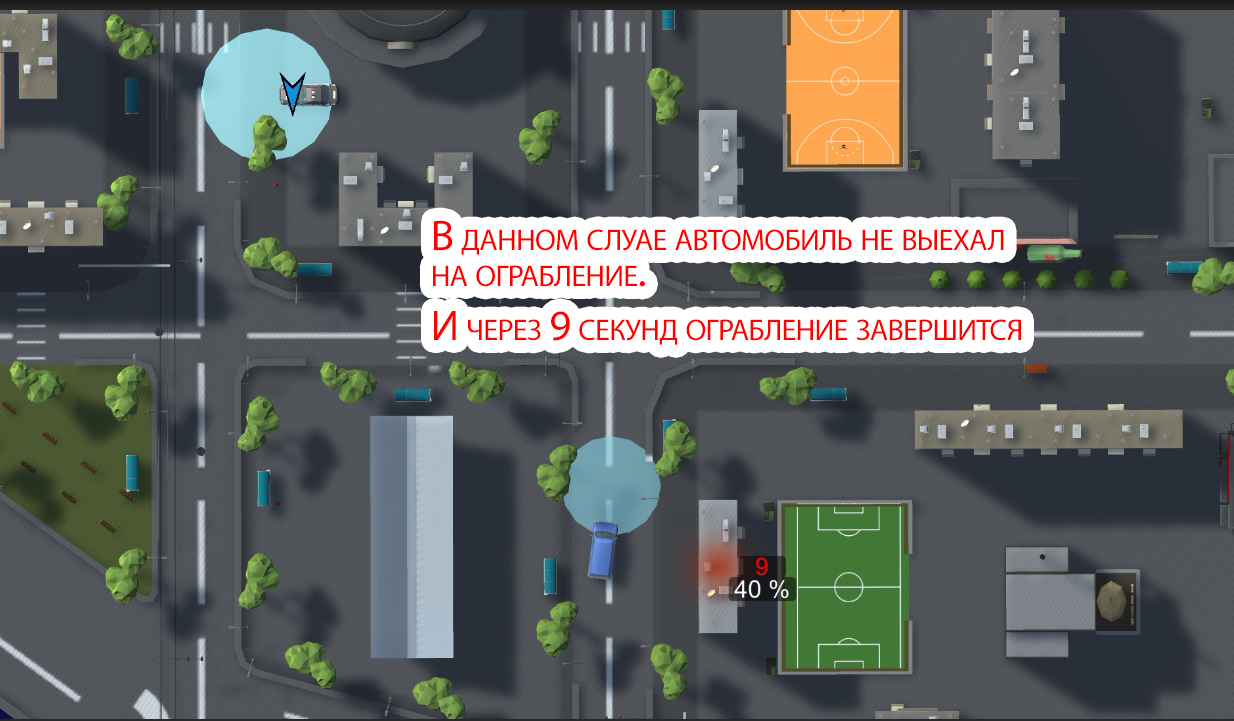 В ДАННОМ СЛУАЕ АВТОМОБИЛЬ НЕ ВЫЕХАЛ
НА ОГРАБЛЕНИЕ.
И ЧЕРЕЗ 9 СЕКУНД ОГРАБЛЕНИЕ ЗАВЕРШИТСЯ
9
40 %